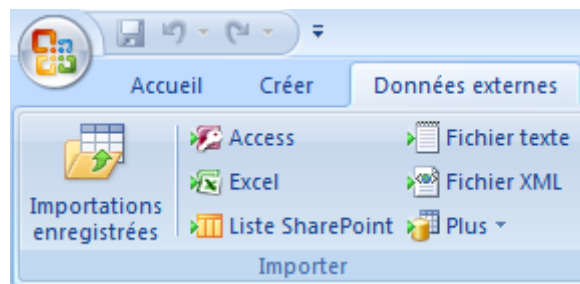 Accueil Créer Données externes
Importations enregistrées
Access
Excel
Liste SharePoint
Fichier texte
Fichier XML
Plus
Importer